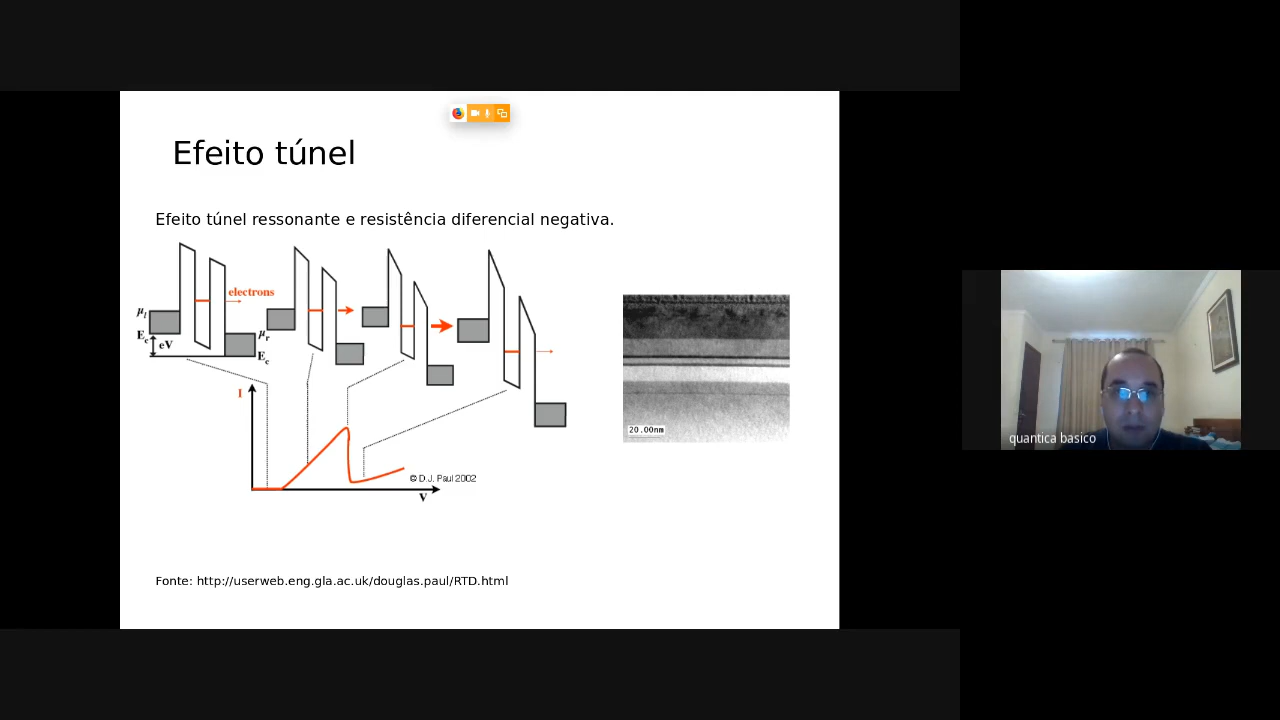 Efeito túnel
Efeito túnel ressonante e resistência diferencial negativa.
electrons
μl
Ec
eV
μr
Ec
I
© D.J. Paul 2002
V
20.00nm
Fonte: http://userweb.eng.gla.ac.uk/douglas.paul/RTD.html
quantica basico